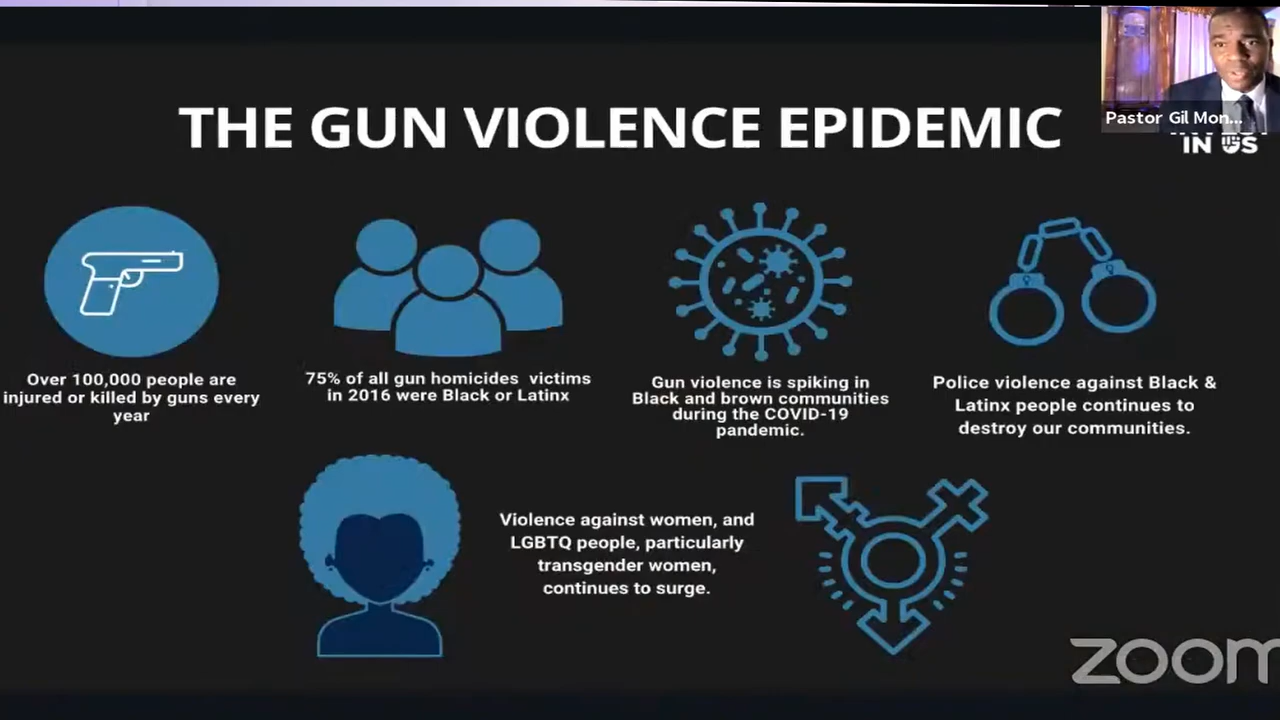 THE GUN VIOLENCE EPIDEMIC
Pastor Gil Mon...
IN US
Over 100,000 people are
injured or killed by guns every
year
75% of all gun homicides victims
in 2016 were Black or Latinx
Gun violence is spiking in
Black and brown communities
during the COVID-19
pandemic.
Police violence against Black &
Latinx people continues to
destroy our communities.
Violence against women, and
LGBTQ people, particularly
transgender women,
continues to surge.
zoom